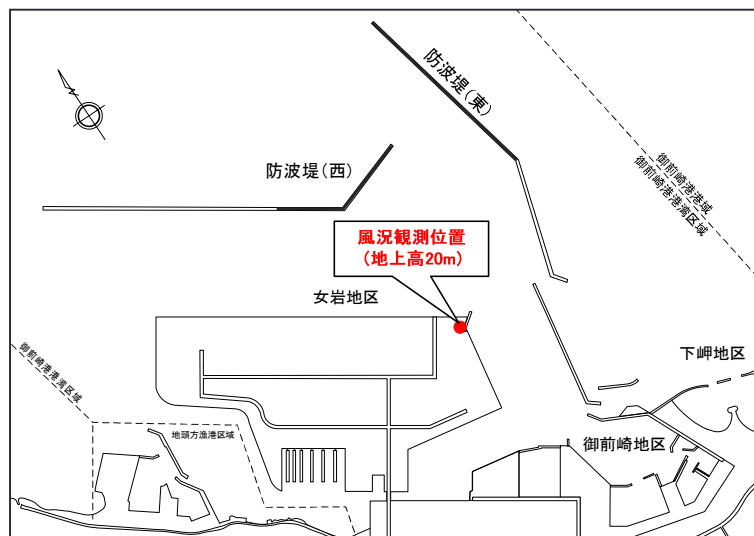 防波堤(東)
御前崎港港域
御前崎港港湾区域
防波堤(西)
風況観測位置
(地上高20m)
女岩地区
下岬地区
御前崎港港湾区域
地頭方漁港区域
御前崎地区